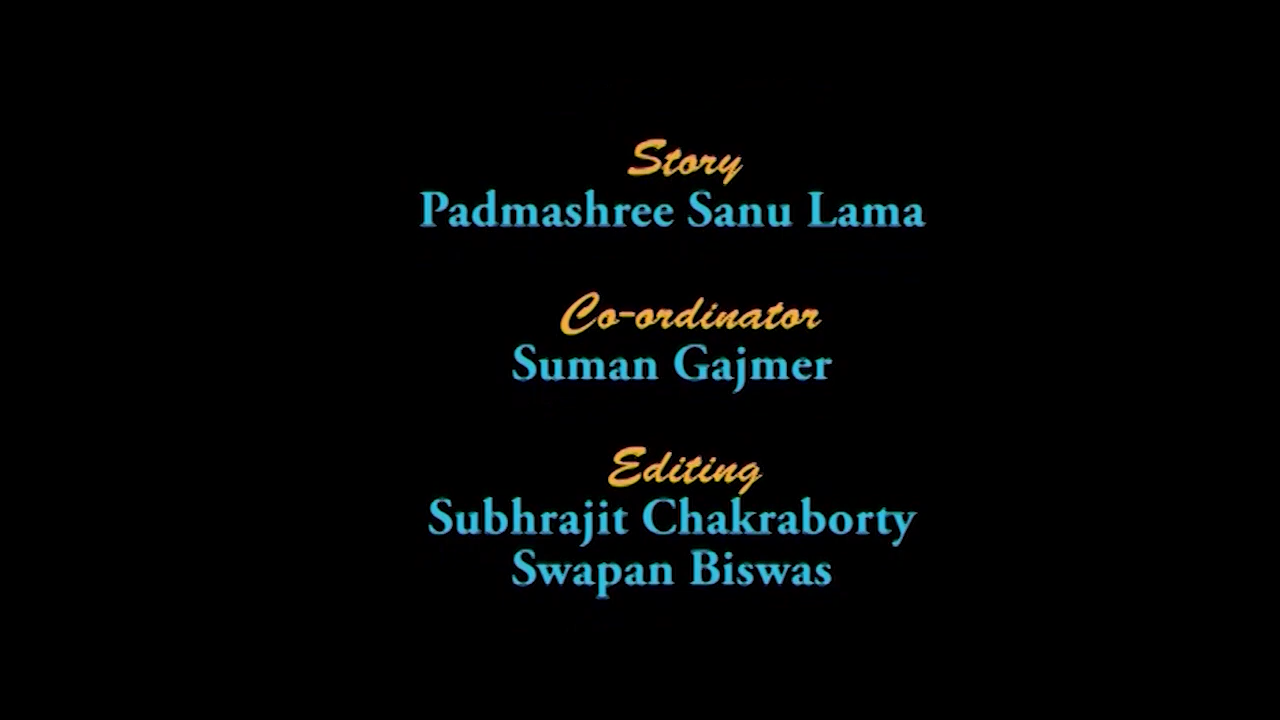 Story
Padmashree Sanu Lama
Co-ordinator
Suman Gajmer
Editing
Subhrajit Chakraborty
Swapan Biswas